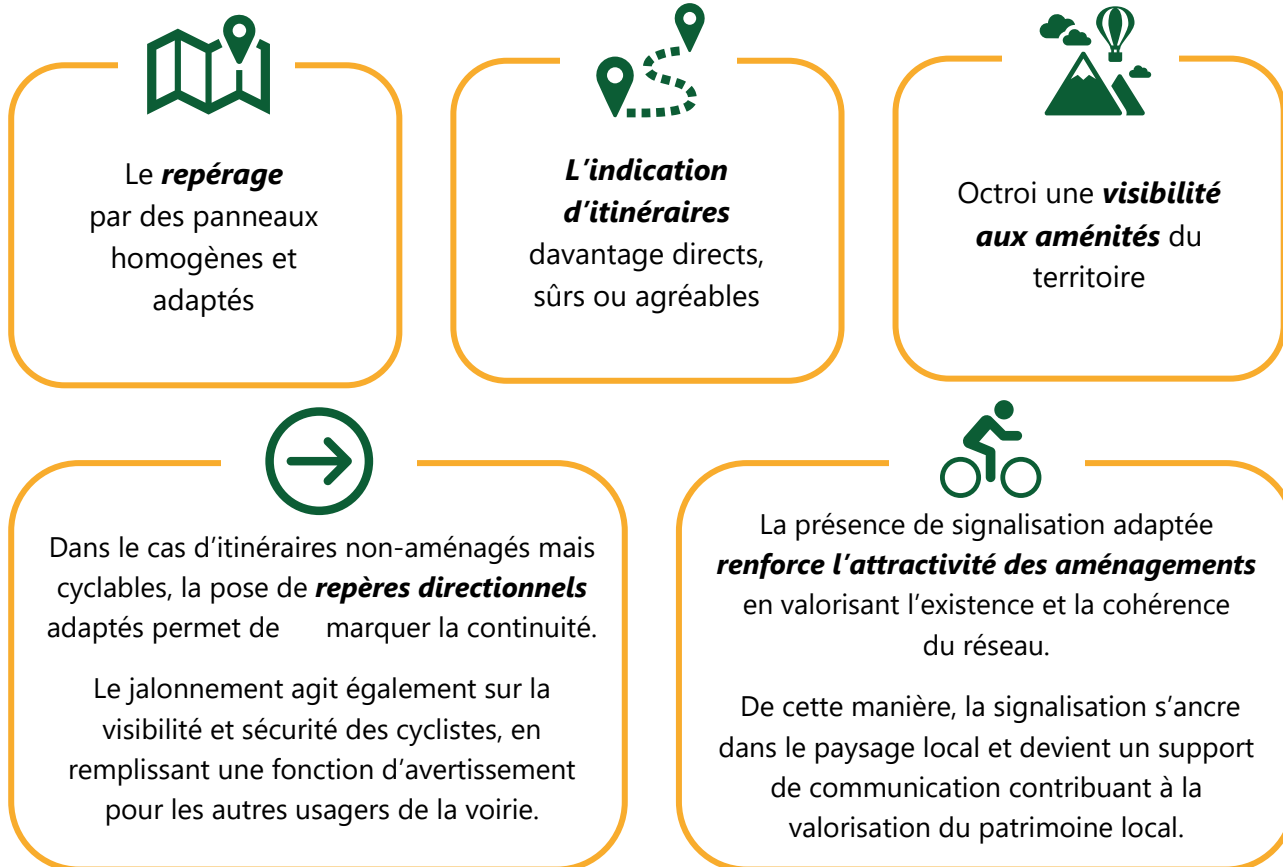 Le repérage
par des panneaux
homogènes et
adaptés
L'indication
d'itinéraires
davantage directs,
sûrs ou agréables
Octroi une visibilité
aux aménités du
territoire
Dans le cas d'itinéraires non-aménagés mais
cyclables, la pose de repères directionnels
adaptés permet de marquer la continuité.
Le jalonnement agit également sur la
visibilité et sécurité des cyclistes, en
remplissant une fonction d'avertissement
pour les autres usagers de la voirie.
La présence de signalisation adaptée
renforce l'attractivité des aménagements
en valorisant l'existence et la cohérence
du réseau.
De cette manière, la signalisation s'ancre
dans le paysage local et devient un support
de communication contribuant à la
valorisation du patrimoine local.